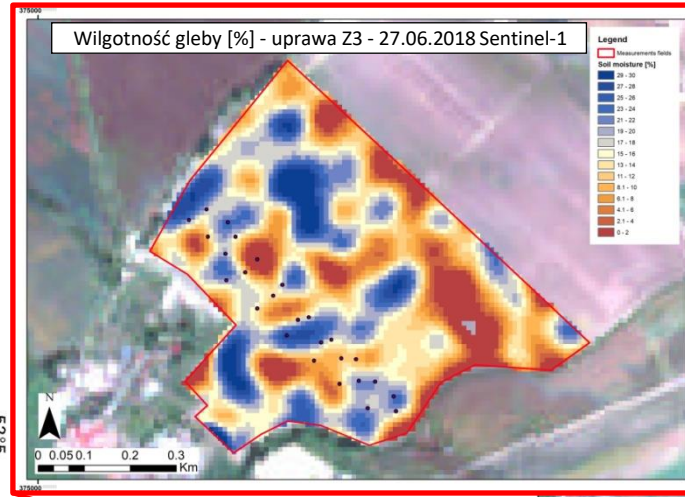 375000
Wilgotność gleby [%] - uprawa Z3 - 27.06.2018 Sentinel-1
Legend
Measurements fields
Soil moisture [%]
29 - 30
27 - 28
25 - 26
23 - 24
21 - 22
19 - 20
17 - 18
15 - 16
13 - 14
11 - 12
8.1 - 10
6.1 - 8
4.1 - 6
2.1 - 4
0 - 2
N
0 0.05 0.1 0.2 0.3
Km
375000